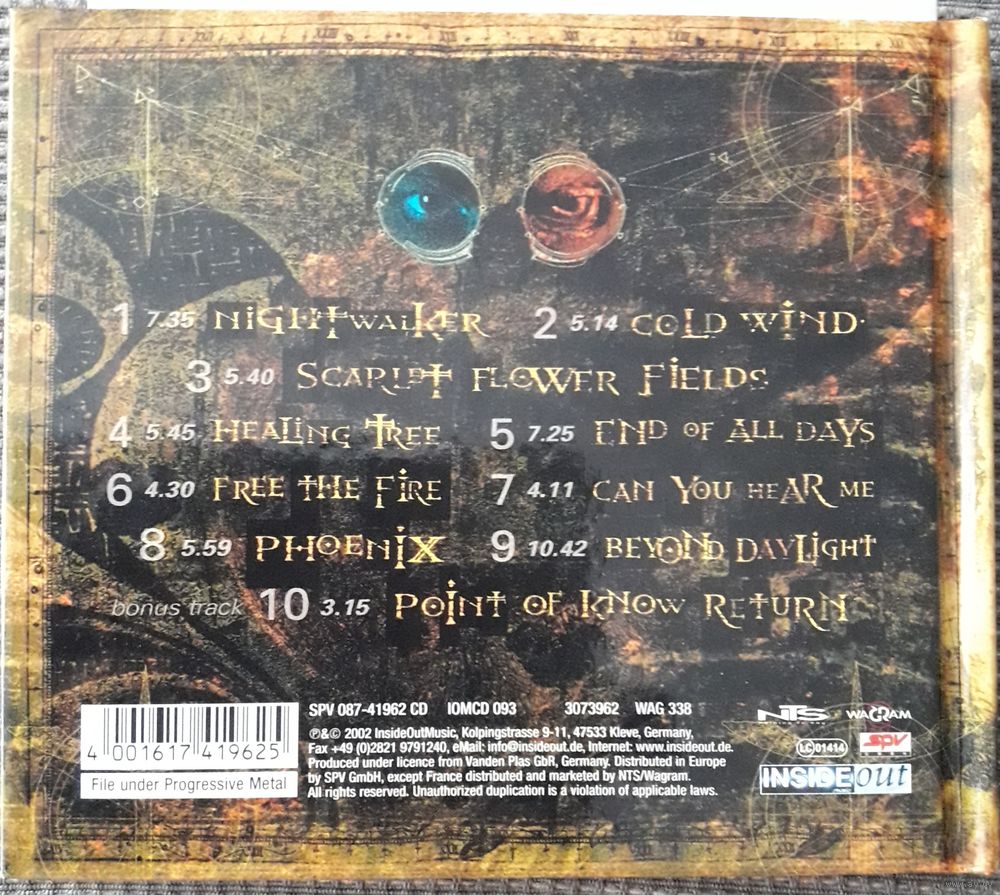 1 7.35 NIGHTWALKER 2 5.14 COLD WIND
3 5.40 SCARLET FLOWER FIELDS
4 5.45 HEALING TREE 5 7.25 END OF ALL DAYS
6 4.30 FREE THE FIRE 7 4.11 CAN YOU HEAR ME
8 5.59 PHOENIX 9 10.42 BEYOND DAYLIGHT
bonus track 10 3.15 POINT OF KNOW RETURN
4 001617 419625
File under Progressive Metal
SPV 087-41962 CD IOMCD 093 3073962 WAG 338
℗&© 2002 InsideOutMusic, Kolpingstrasse 9-11, 47533 Kleve, Germany,
Fax +49 (0)2821 9791240, eMail: info@insideout.de, Internet: www.insideout.de.
Produced under licence from Vanden Plas GbR, Germany. Distributed in Europe
by SPV GmbH, except France distributed and marketed by NTS/Wagram.
All rights reserved. Unauthorized duplication is a violation of applicable laws.
NTS WAGRAM
LC 01414 SPV
INSIDEOUT